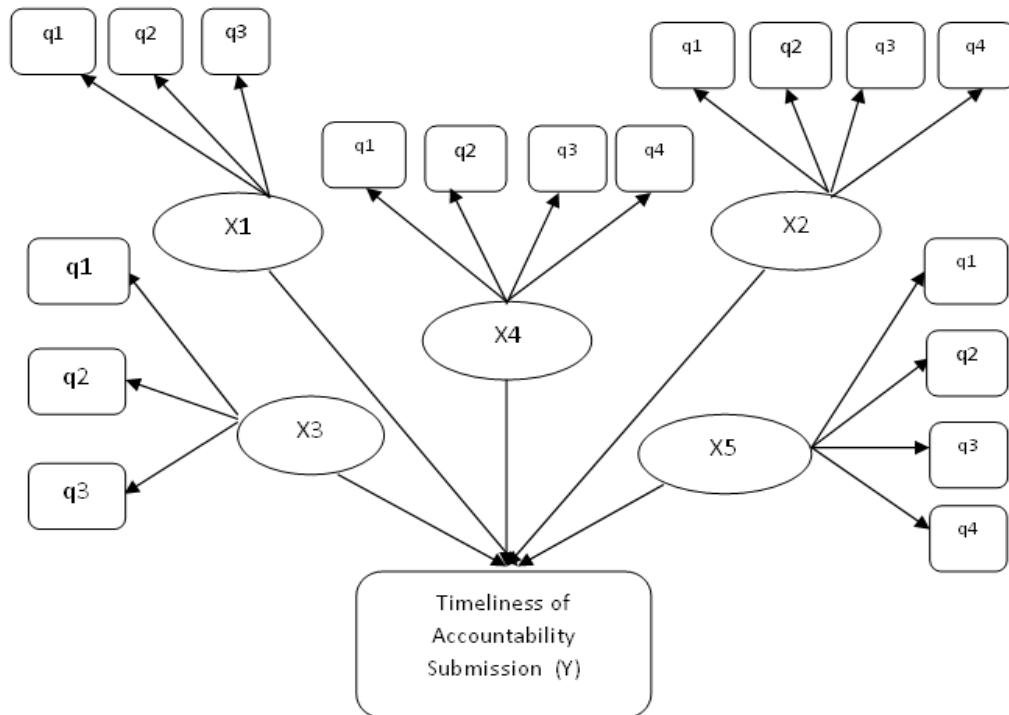 q1 q2 q3
q1 q2 q3 q4
q1 q2 q3 q4
X1
X2
q1
q1
X4
q2
q2
X3
X5
q3
q3
q4
Timeliness of
Accountability
Submission (Y)